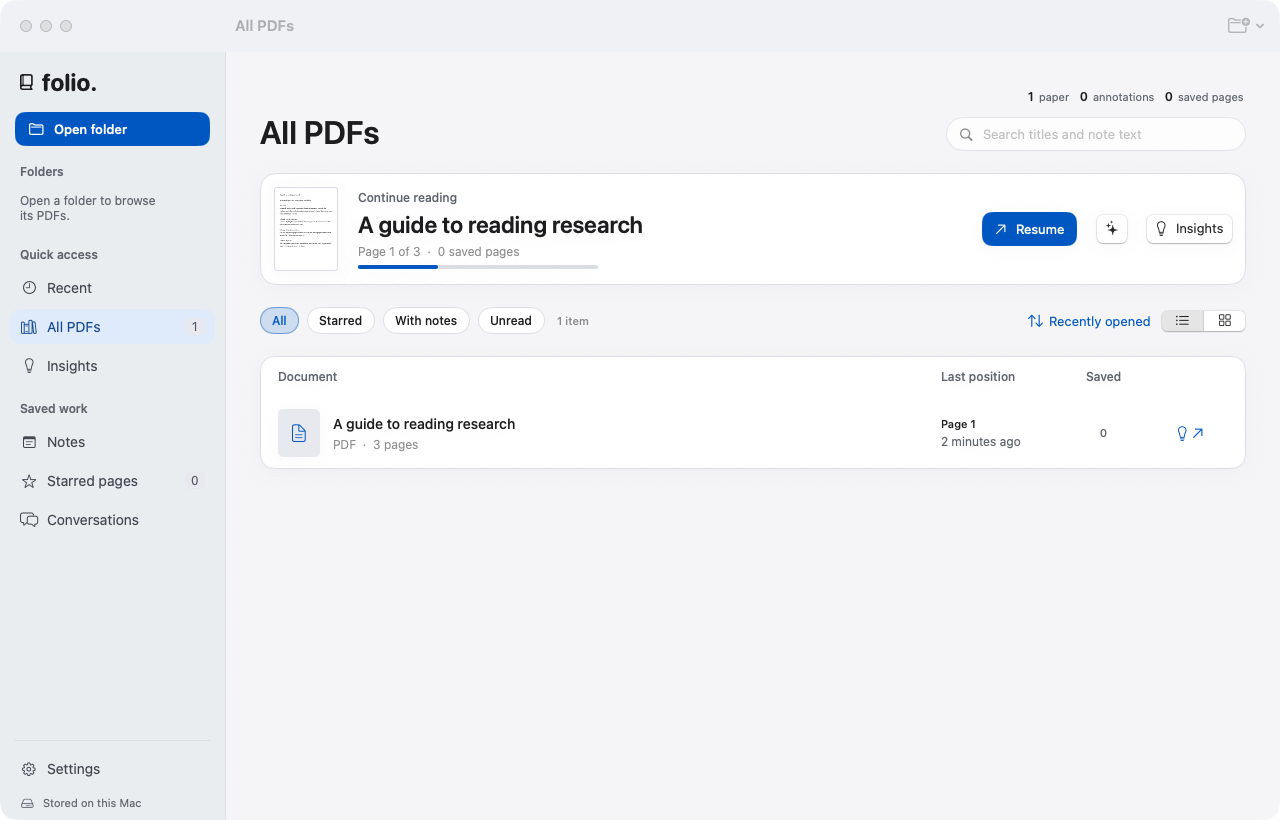 All PDFs
folio.
Open folder
Folders
Open a folder to browse
its PDFs.
Quick access
Recent
All PDFs 1
Insights
Saved work
Notes
Starred pages 0
Conversations
Settings
Stored on this Mac
1 paper 0 annotations 0 saved pages
All PDFs
Search titles and note text
Continue reading
A guide to reading research
Page 1 of 3 · 0 saved pages
Resume
Insights
All Starred With notes Unread 1 item
Recently opened
Document Last position Saved
A guide to reading research
PDF · 3 pages
Page 1
2 minutes ago
0